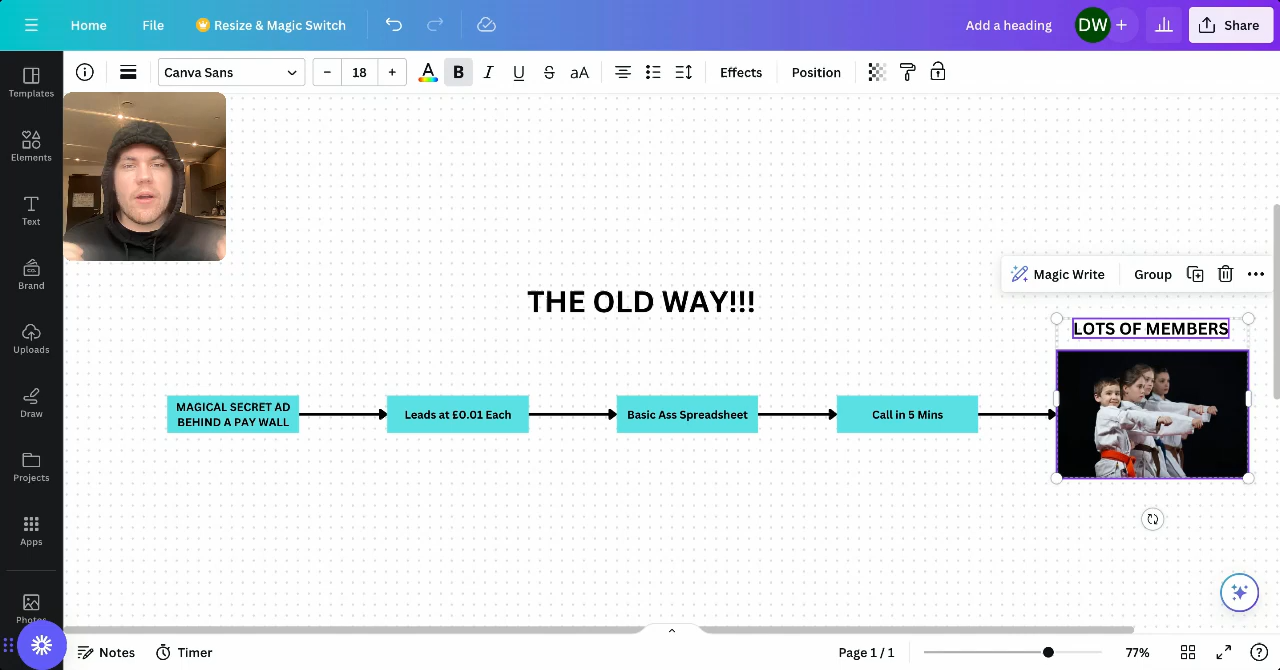 Home
File
Resize & Magic Switch
Add a heading
DW
Share
Canva Sans
18
A
B
I
U
S
aA
Effects
Position
Templates
Elements
Text
Brand
Uploads
Draw
Projects
Apps
Photos
Magic Write
Group
THE OLD WAY!!!
LOTS OF MEMBERS
MAGICAL SECRET AD
BEHIND A PAY WALL
Leads at £0.01 Each
Basic Ass Spreadsheet
Call in 5 Mins
Notes
Timer
Page 1 / 1
77%